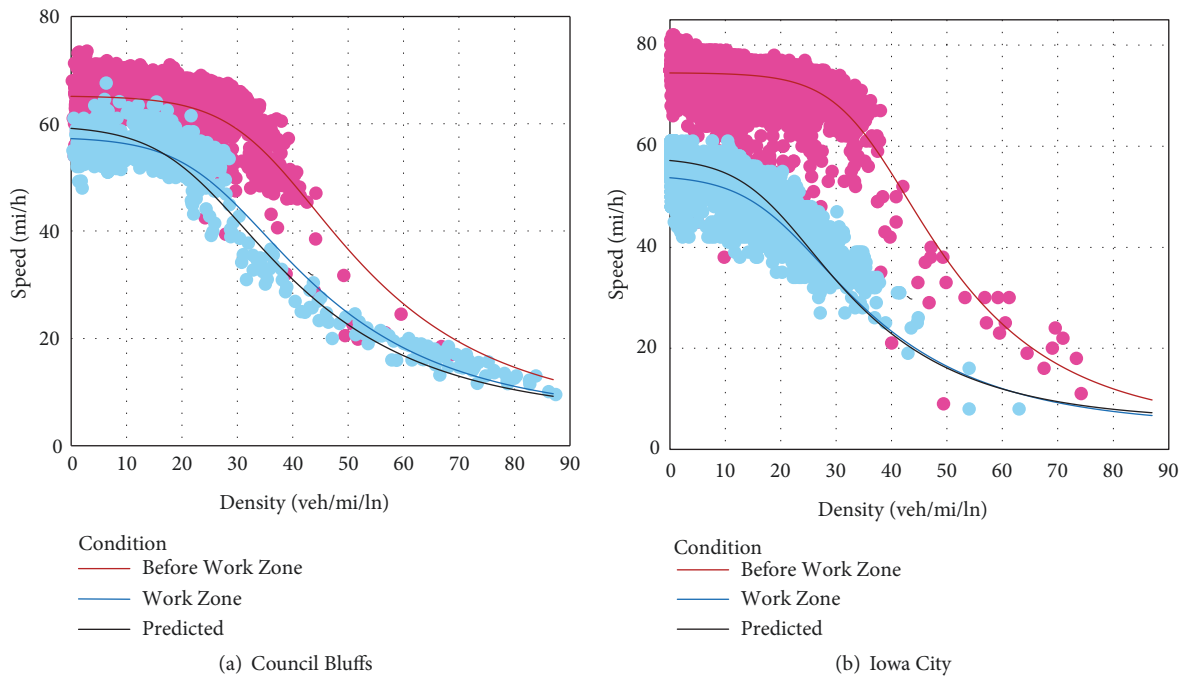 80
60
40
20
0
Speed (mi/h)
0 10 20 30 40 50 60 70 80 90
Density (veh/mi/ln)
Condition
Before Work Zone
Work Zone
Predicted
(a) Council Bluffs
80
60
40
20
0
Speed (mi/h)
0 10 20 30 40 50 60 70 80 90
Density (veh/mi/ln)
Condition
Before Work Zone
Work Zone
Predicted
(b) Iowa City